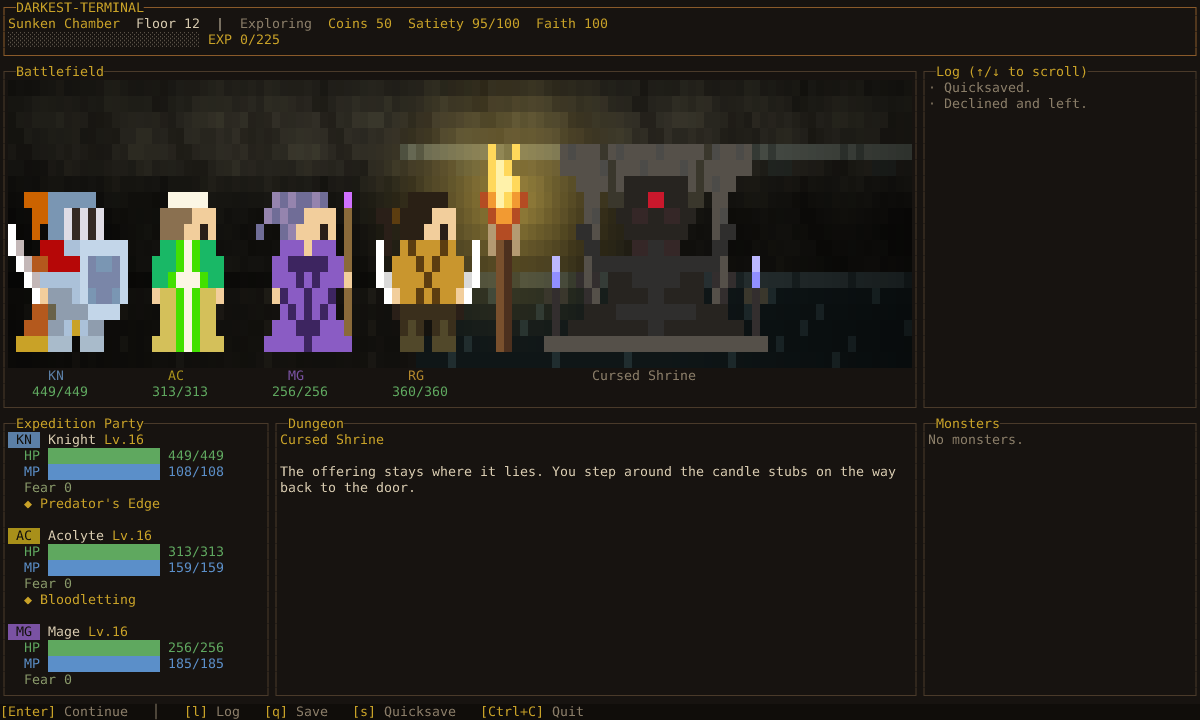 DARKEST-TERMINAL
Sunken Chamber  Floor 12  |  Exploring  Coins 50  Satiety 95/100  Faith 100
EXP 0/225
Battlefield
KN AC MG RG Cursed Shrine
449/449 313/313 256/256 360/360
Log (↑/↓ to scroll)
· Quicksaved.
· Declined and left.
Expedition Party
KN Knight Lv.16
HP 449/449
MP 108/108
Fear 0
◆ Predator's Edge
AC Acolyte Lv.16
HP 313/313
MP 159/159
Fear 0
◆ Bloodletting
MG Mage Lv.16
HP 256/256
MP 185/185
Fear 0
Dungeon
Cursed Shrine
The offering stays where it lies. You step around the candle stubs on the way
back to the door.
Monsters
No monsters.
[Enter] Continue  |  [l] Log  [q] Save  [s] Quicksave  [Ctrl+C] Quit